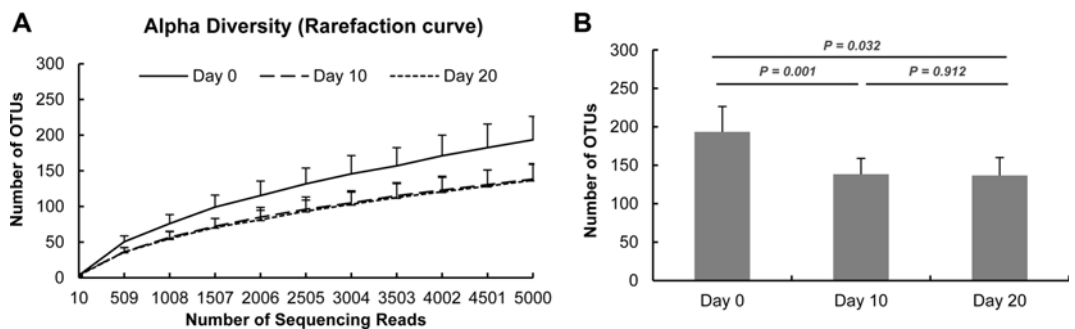 A
Alpha Diversity (Rarefaction curve)
300
250
200
150
100
50
0
Number of OTUs
Day 0
Day 10
Day 20
10 509 1008 1507 2006 2505 3004 3503 4002 4501 5000
Number of Sequencing Reads
B
300
250
200
150
100
50
0
Number of OTUs
P = 0.032
P = 0.001
P = 0.912
Day 0
Day 10
Day 20